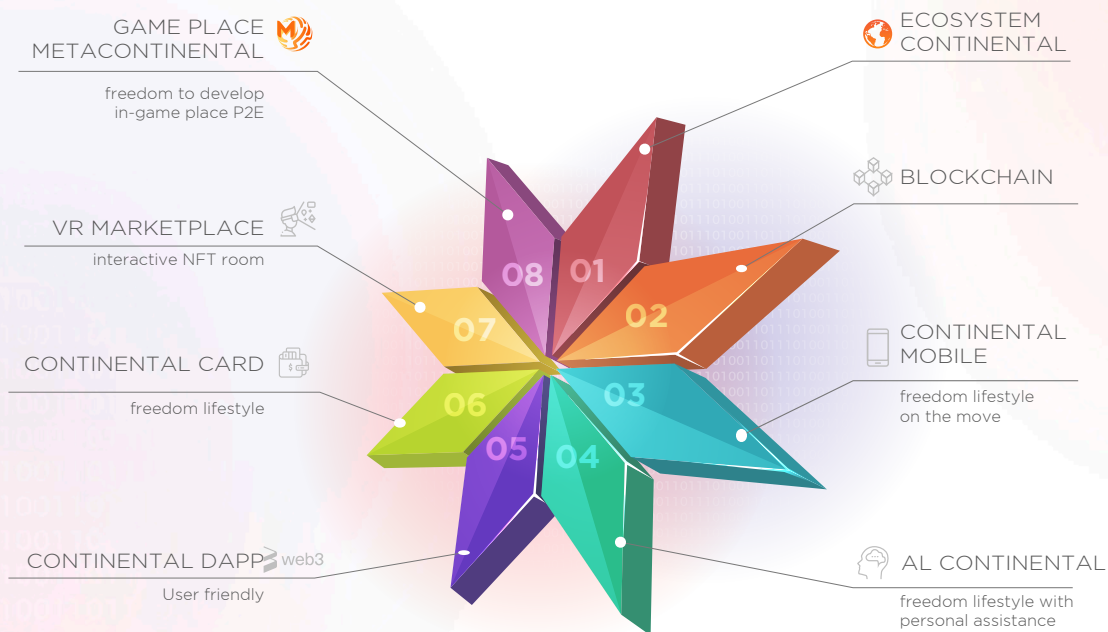 GAME PLACE
METACONTINENTAL
freedom to develop
in-game place P2E
VR MARKETPLACE
interactive NFT room
CONTINENTAL CARD
freedom lifestyle
CONTINENTAL DAPP
web3
User friendly
ECOSYSTEM
CONTINENTAL
BLOCKCHAIN
CONTINENTAL
MOBILE
freedom lifestyle
on the move
AL CONTINENTAL
freedom lifestyle with
personal assistance
01
02
03
04
05
06
07
08